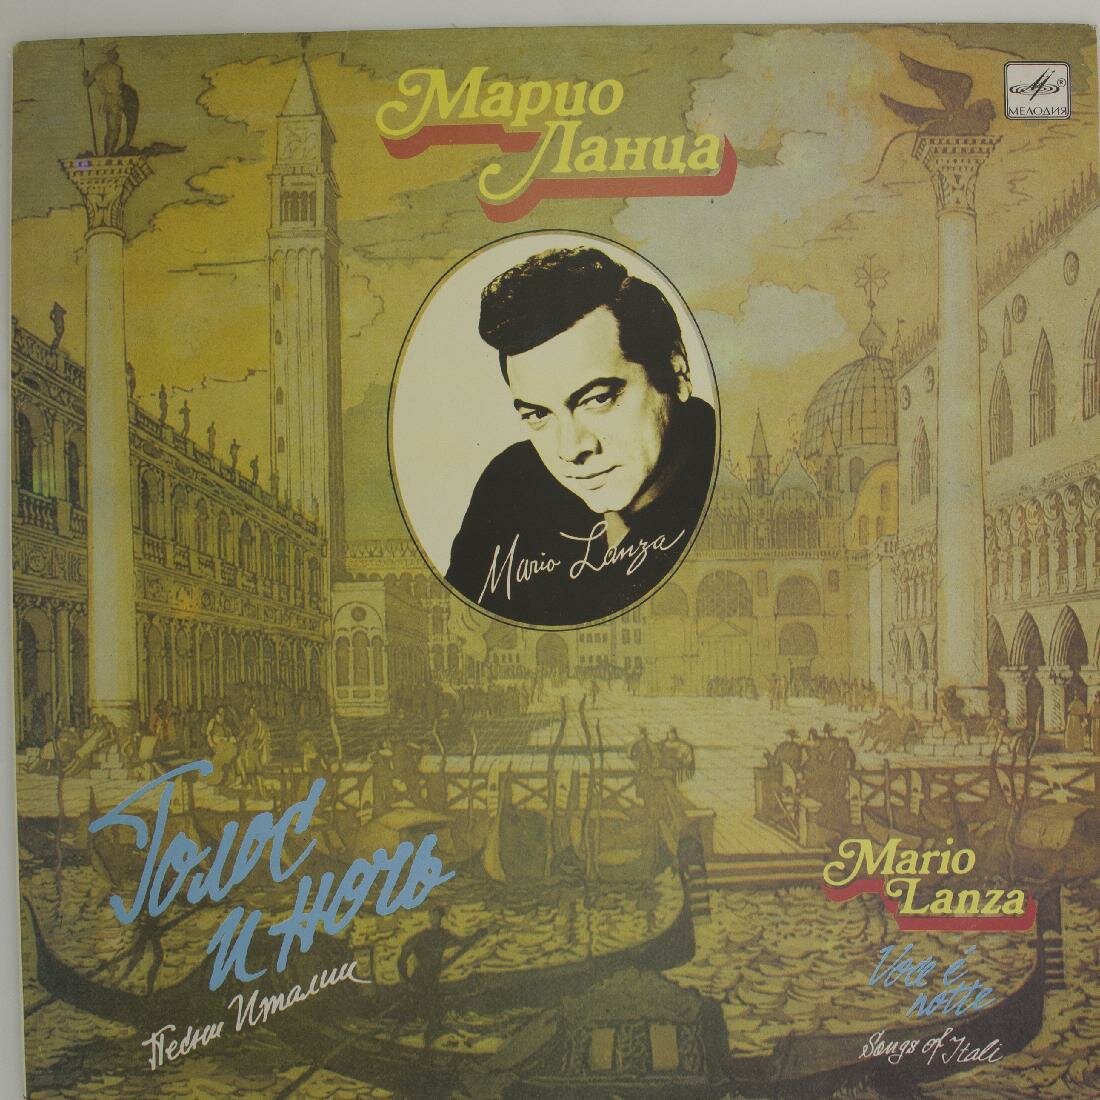 Марио
Ланца
МЕЛОДИЯ
Mario Lanza
Голос
и ночь
Песни Италии
Mario
Lanza
Voce é
notte
Songs of Itali